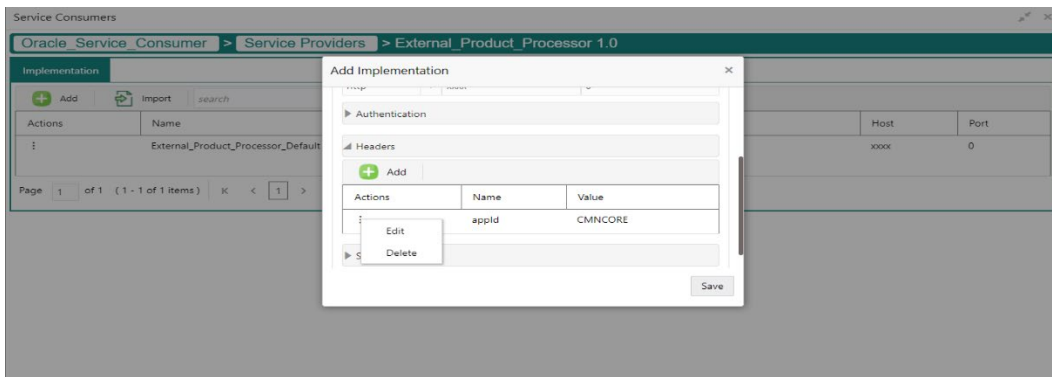 Service Consumers
Oracle_Service_Consumer > Service Providers > External_Product_Processor 1.0
Implementation
Add Implementation
Add Import search
Authentication
Actions Name Host Port
External_Product_Processor_Default xxxx 0
Headers
Add
Page 1 of 1 (1 - 1 of 1 items) K < 1 >
Actions Name Value
appId CMNCORE
Edit
Delete
Save